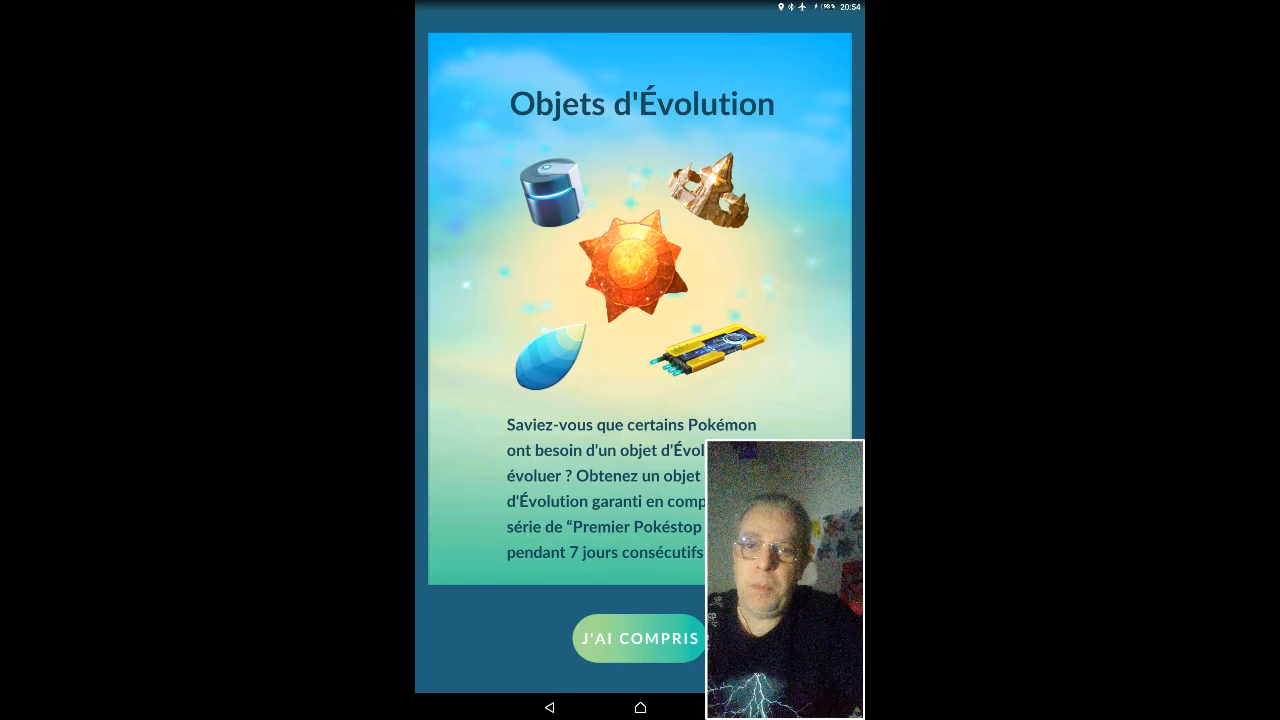 93% 20:54
Objets d'Évolution
Saviez-vous que certains Pokémon
ont besoin d'un objet d'Évol
évoluer ? Obtenez un objet
d'Évolution garanti en comp
série de “Premier Pokéstop
pendant 7 jours consécutifs
J'AI COMPRIS